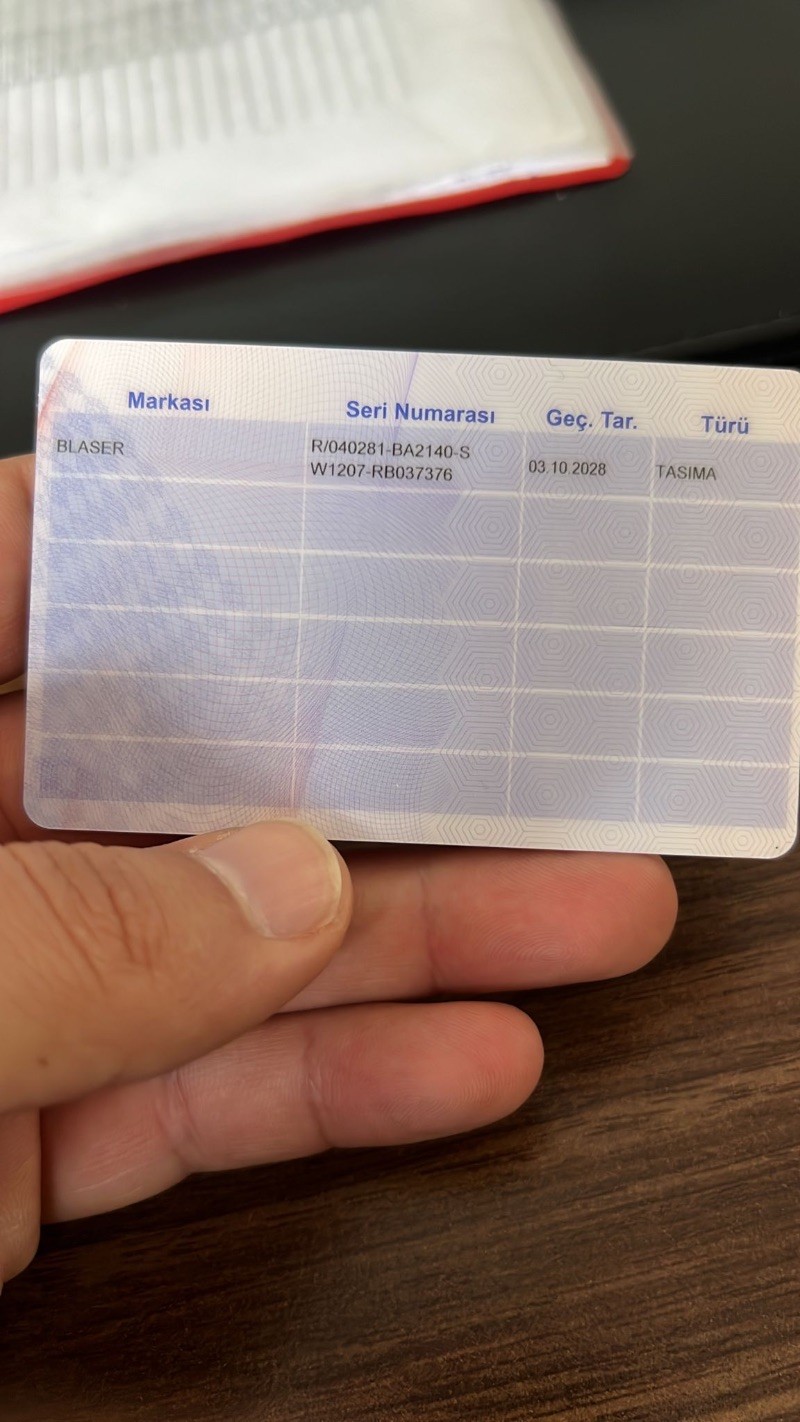 Markası Seri Numarası Geç. Tar. Türü
BLASER R/040281-BA2140-S 03.10.2028 TASIMA
W1207-RB037376